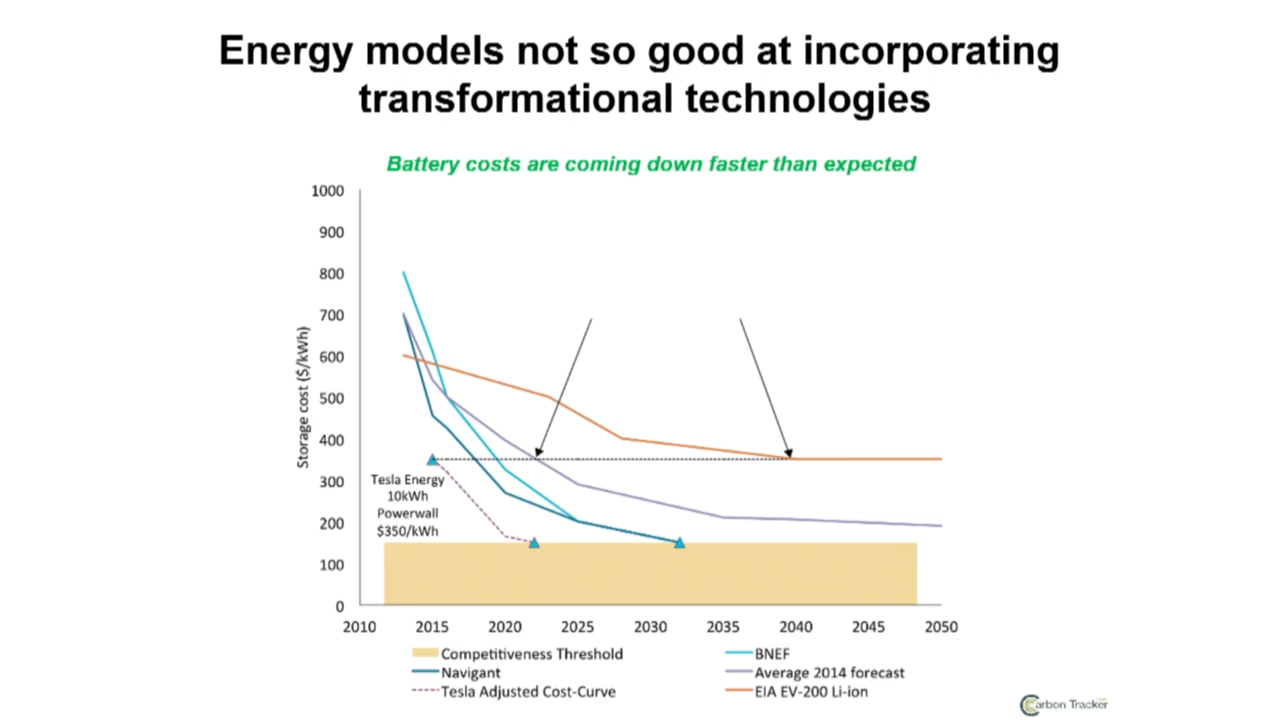 Energy models not so good at incorporating
transformational technologies
Battery costs are coming down faster than expected
Storage cost ($/kWh)
1000
900
800
700
600
500
400
300
200
100
0
Tesla Energy
10kWh
Powerwall
$350/kWh
2010 2015 2020 2025 2030 2035 2040 2045 2050
Competitiveness Threshold
BNEF
Navigant
Average 2014 forecast
Tesla Adjusted Cost-Curve
EIA EV-200 Li-ion
Carbon Tracker